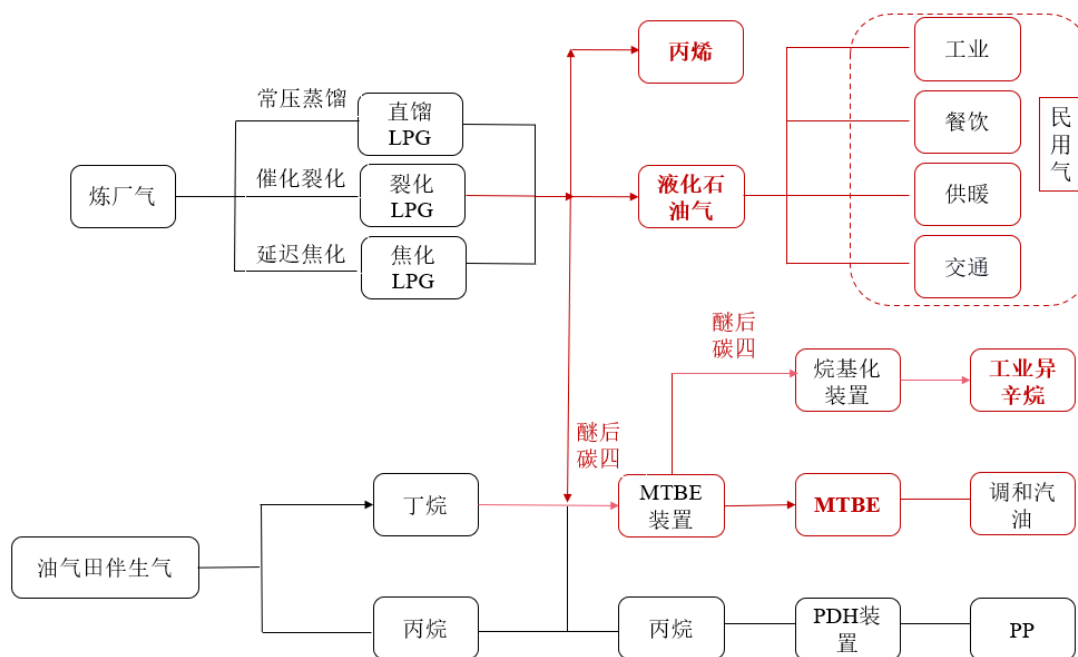 丙烯
工业
常压蒸馏
直馏
LPG
餐饮
民
用
气
炼厂气
催化裂化
裂化
LPG
液化石
油气
供暖
延迟焦化
焦化
LPG
交通
醚后
碳四
烷基化
装置
工业异
辛烷
醚后
碳四
丁烷
MTBE
装置
MTBE
调和汽
油
油气田伴生气
丙烷
丙烷
PDH装
置
PP